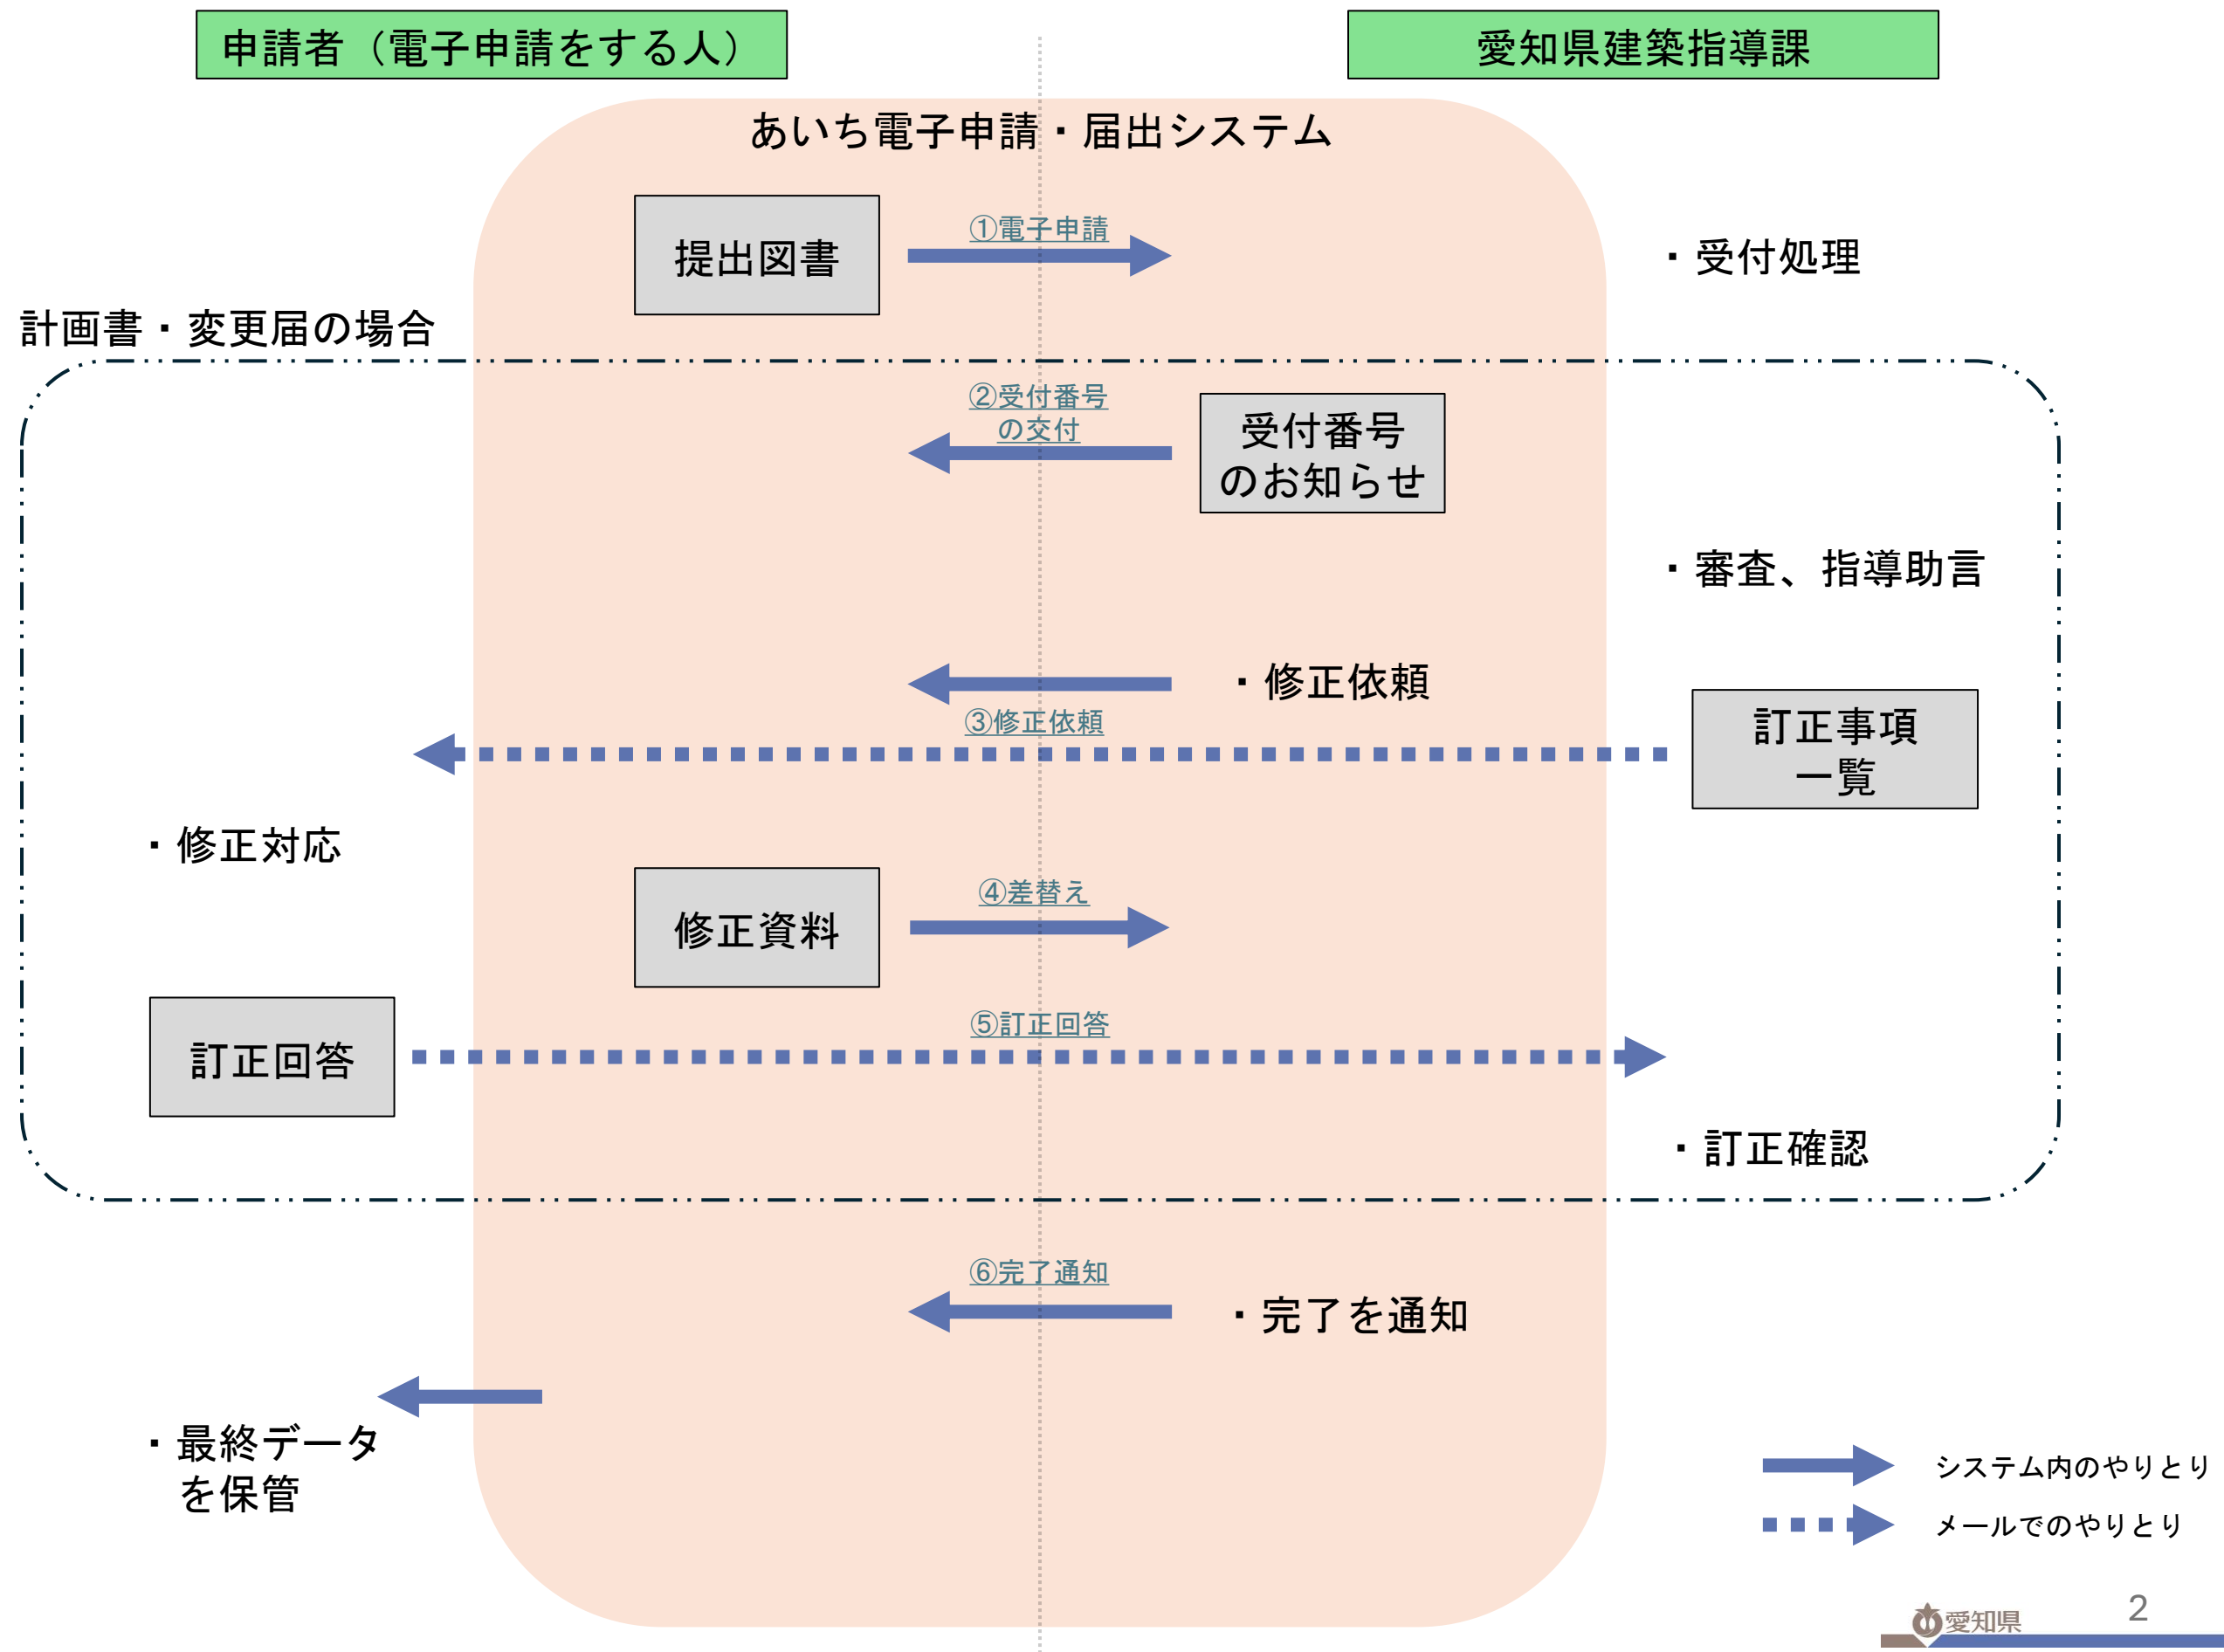 申請者（電子申請をする人）
愛知県建築指導課
あいち電子申請・届出システム
提出図書
①電子申請
・受付処理
計画書・変更届の場合
②受付番号
の交付
受付番号
のお知らせ
・審査、指導助言
・修正依頼
③修正依頼
訂正事項
一覧
・修正対応
修正資料
④差替え
訂正回答
⑤訂正回答
・訂正確認
⑥完了通知
・完了を通知
・最終データ
を保管
システム内のやりとり
メールでのやりとり
愛知県
2